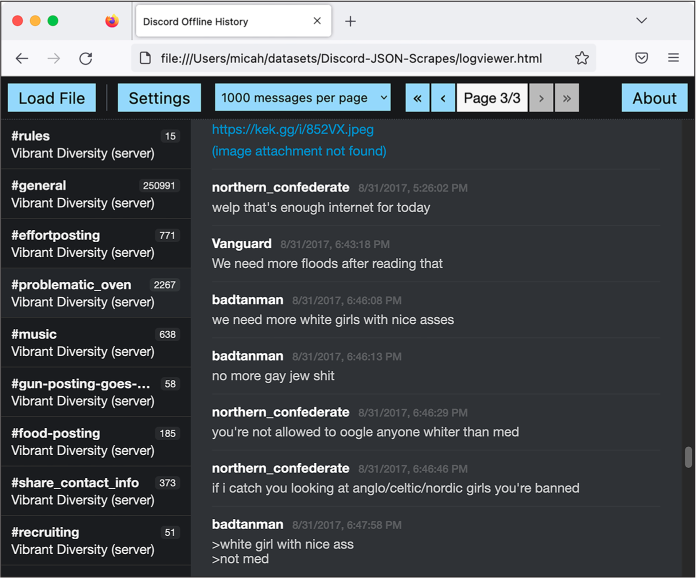 Discord Offline History
file:///Users/micah/datasets/Discord-JSON-Scrapes/logviewer.html
Load File
Settings
1000 messages per page
«
‹
Page 3/3
›
»
About
#rules 15
Vibrant Diversity (server)
#general 250991
Vibrant Diversity (server)
#effortposting 771
Vibrant Diversity (server)
#problematic_oven 2267
Vibrant Diversity (server)
#music 638
Vibrant Diversity (server)
#gun-posting-goes-... 58
Vibrant Diversity (server)
#food-posting 185
Vibrant Diversity (server)
#share_contact_info 373
Vibrant Diversity (server)
#recruiting 51
Vibrant Diversity (server)
https://kek.gg/i/852VX.jpeg
(image attachment not found)
northern_confederate 8/31/2017, 5:26:02 PM
welp that's enough internet for today
Vanguard 8/31/2017, 6:43:18 PM
We need more floods after reading that
badtanman 8/31/2017, 6:46:08 PM
we need more white girls with nice asses
badtanman 8/31/2017, 6:46:13 PM
no more gay jew shit
northern_confederate 8/31/2017, 6:46:29 PM
you're not allowed to oogle anyone whiter than med
northern_confederate 8/31/2017, 6:46:46 PM
if i catch you looking at anglo/celtic/nordic girls you're banned
badtanman 8/31/2017, 6:47:58 PM
>white girl with nice ass
>not med